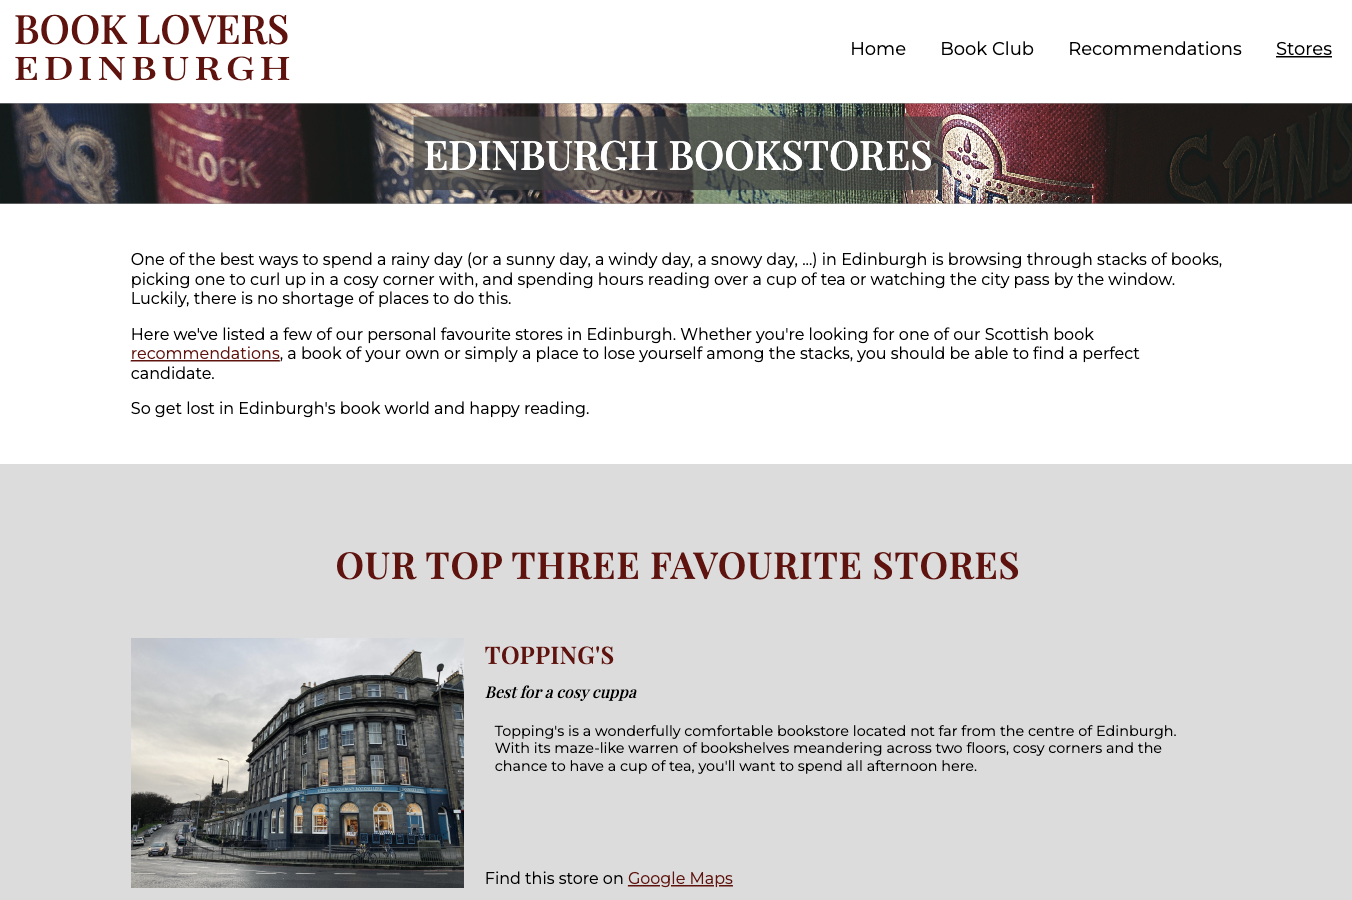 BOOK LOVERS
EDINBURGH
Home Book Club Recommendations Stores
EDINBURGH BOOKSTORES
AVELOCK
IRON
THE
SPANIS
One of the best ways to spend a rainy day (or a sunny day, a windy day, a snowy day, ...) in Edinburgh is browsing through stacks of books,
picking one to curl up in a cosy corner with, and spending hours reading over a cup of tea or watching the city pass by the window.
Luckily, there is no shortage of places to do this.
Here we've listed a few of our personal favourite stores in Edinburgh. Whether you're looking for one of our Scottish book
recommendations, a book of your own or simply a place to lose yourself among the stacks, you should be able to find a perfect
candidate.
So get lost in Edinburgh's book world and happy reading.
OUR TOP THREE FAVOURITE STORES
TOPPING'S
Best for a cosy cuppa
Topping's is a wonderfully comfortable bookstore located not far from the centre of Edinburgh.
With its maze-like warren of bookshelves meandering across two floors, cosy corners and the
chance to have a cup of tea, you'll want to spend all afternoon here.
Find this store on Google Maps